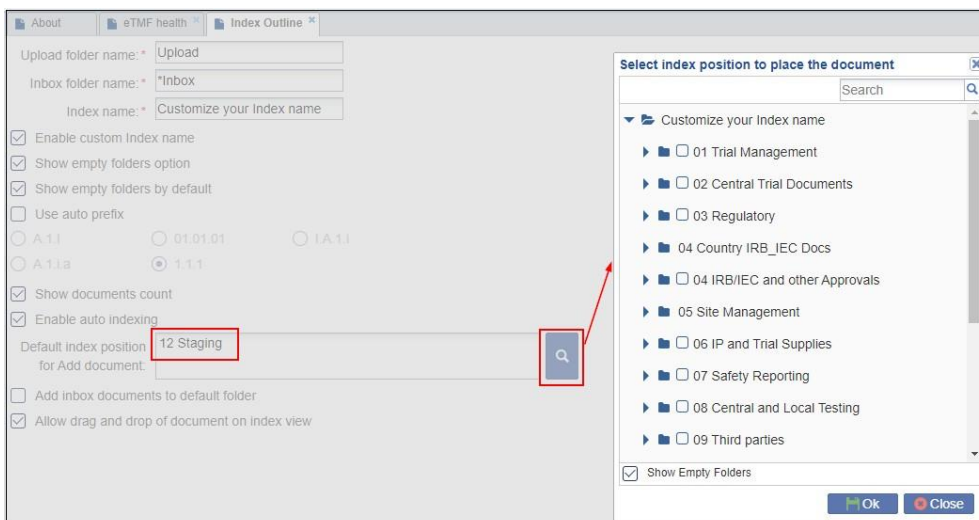 About
eTMF health
Index Outline
Upload folder name: *
Upload
Inbox folder name: *
*Inbox
Index name: *
Customize your Index name
Enable custom Index name
Show empty folders option
Show empty folders by default
Use auto prefix
A.1.I
01.01.01
I.A.1.I
A.1.I.a
1.1.1
Show documents count
Enable auto indexing
Default index position
for Add document:
12 Staging
Add inbox documents to default folder
Allow drag and drop of document on index view
Select index position to place the document
Search
Customize your Index name
01 Trial Management
02 Central Trial Documents
03 Regulatory
04 Country IRB_IEC Docs
04 IRB/IEC and other Approvals
05 Site Management
06 IP and Trial Supplies
07 Safety Reporting
08 Central and Local Testing
09 Third parties
Show Empty Folders
Ok
Close